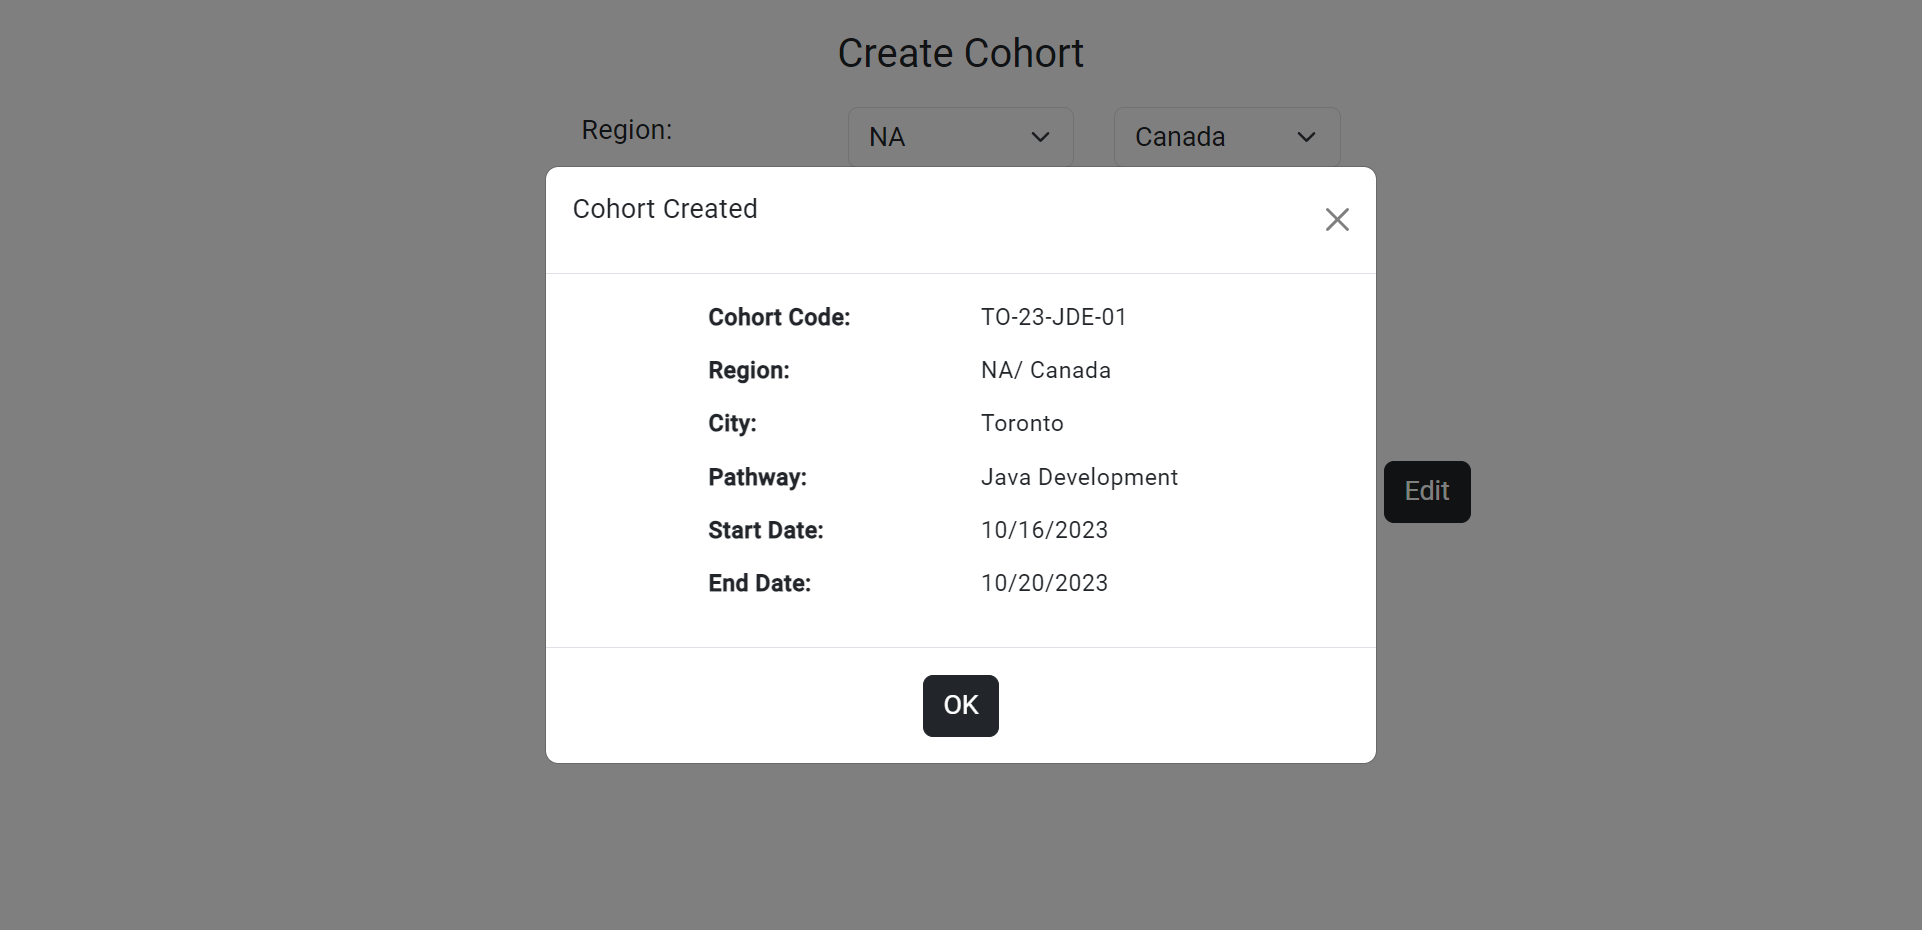 Create Cohort
Region: NA Canada
Cohort Created
Cohort Code: TO-23-JDE-01
Region: NA/ Canada
City: Toronto
Pathway: Java Development
Edit
Start Date: 10/16/2023
End Date: 10/20/2023
OK